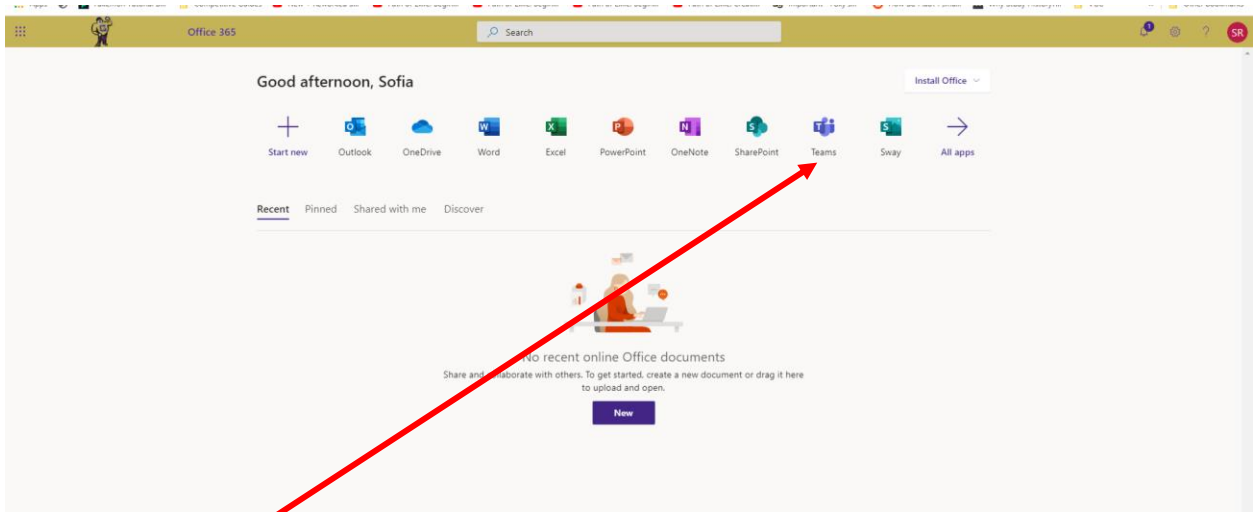 Office 365
Search
1
?
SR
Good afternoon, Sofia
Install Office
Start new
Outlook
OneDrive
Word
Excel
PowerPoint
OneNote
SharePoint
Teams
Sway
All apps
Recent Pinned Shared with me Discover
No recent online Office documents
Share and collaborate with others. To get started, create a new document or drag it here
to upload and open.
New